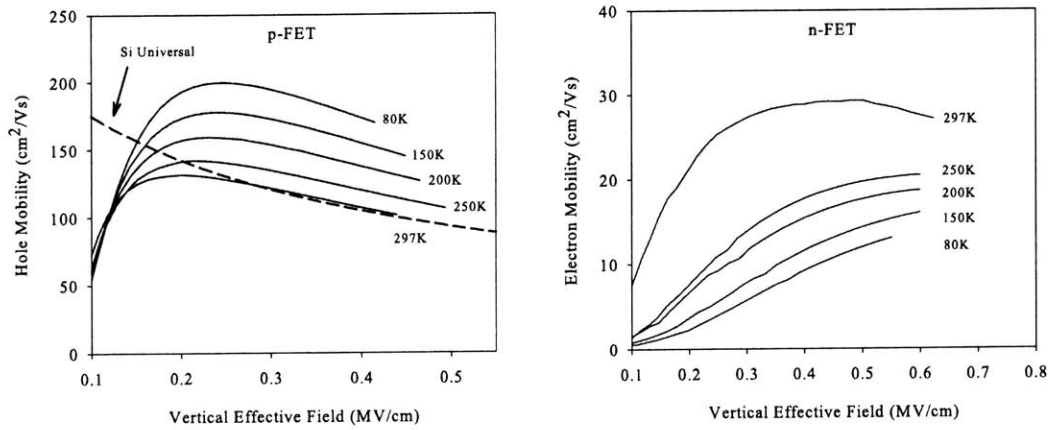 p-FET
Si Universal
250
200
150
100
50
0
80K
150K
200K
250K
297K
0.1
0.2
0.3
0.4
0.5
Hole Mobility (cm²/Vs)
Vertical Effective Field (MV/cm)
n-FET
40
30
20
10
0
297K
250K
200K
150K
80K
0.1
0.2
0.3
0.4
0.5
0.6
0.7
0.8
Electron Mobility (cm²/Vs)
Vertical Effective Field (MV/cm)